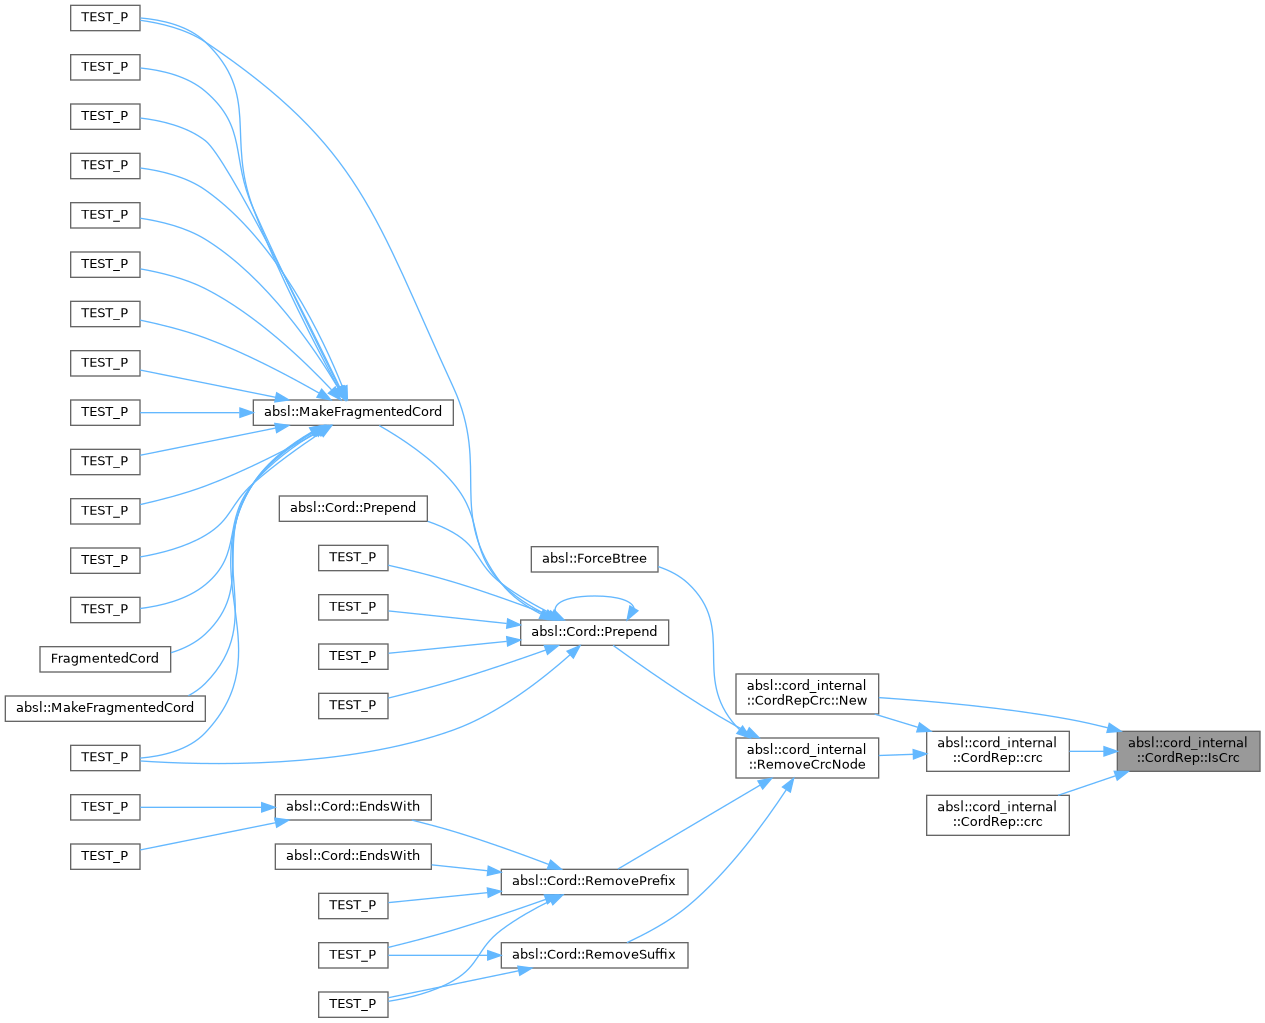 TEST_P
TEST_P
TEST_P
TEST_P
TEST_P
TEST_P
TEST_P
TEST_P
TEST_P
TEST_P
TEST_P
TEST_P
TEST_P
FragmentedCord
absl::MakeFragmentedCord
TEST_P
TEST_P
TEST_P
absl::MakeFragmentedCord
absl::Cord::Prepend
TEST_P
TEST_P
TEST_P
TEST_P
absl::Cord::EndsWith
absl::Cord::EndsWith
TEST_P
TEST_P
TEST_P
absl::ForceBtree
absl::Cord::Prepend
absl::Cord::RemovePrefix
absl::Cord::RemoveSuffix
absl::cord_internal
::CordRepCrc::New
absl::cord_internal
::RemoveCrcNode
absl::cord_internal
::CordRep::crc
absl::cord_internal
::CordRep::crc
absl::cord_internal
::CordRep::IsCrc